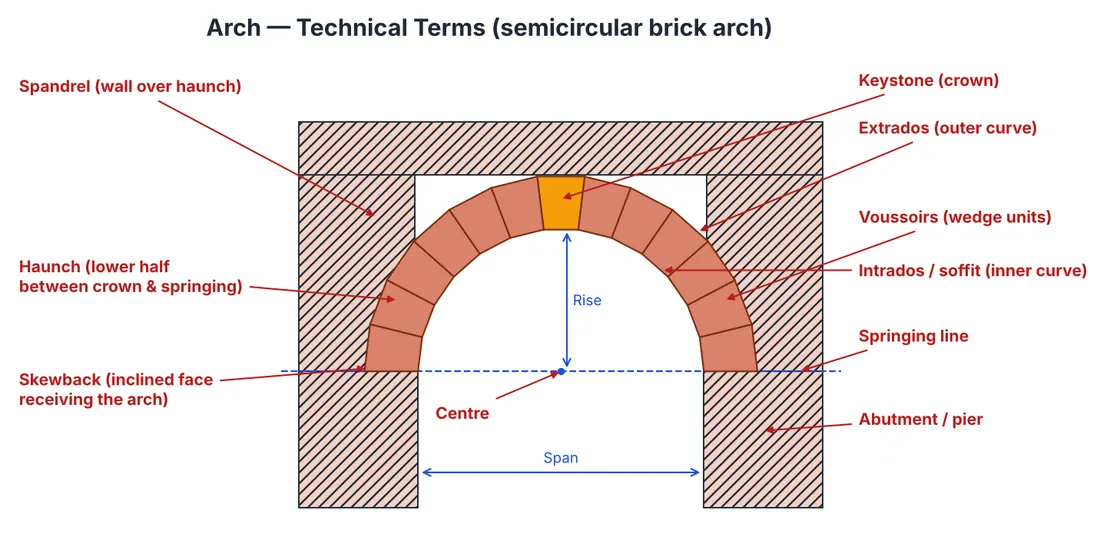 Arch — Technical Terms (semicircular brick arch)
Spandrel (wall over haunch)
Keystone (crown)
Extrados (outer curve)
Voussoirs (wedge units)
Haunch (lower half
between crown & springing)
Intrados / soffit (inner curve)
Rise
Springing line
Skewback (inclined face
receiving the arch)
Centre
Abutment / pier
Span